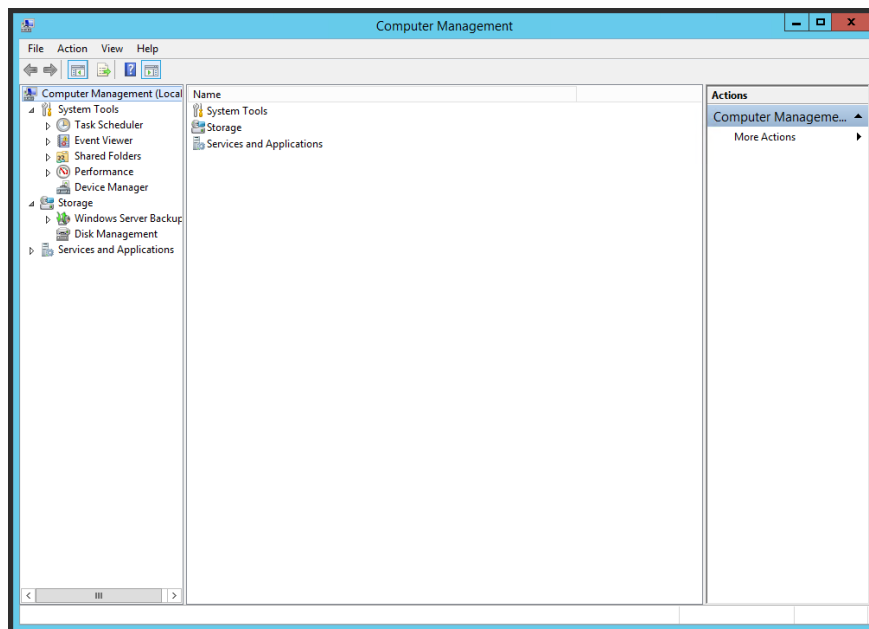 Computer Management
File Action View Help
Computer Management (Local
System Tools
Task Scheduler
Event Viewer
Shared Folders
Performance
Device Manager
Storage
Windows Server Backup
Disk Management
Services and Applications
Name
System Tools
Storage
Services and Applications
Actions
Computer Manageme...
More Actions